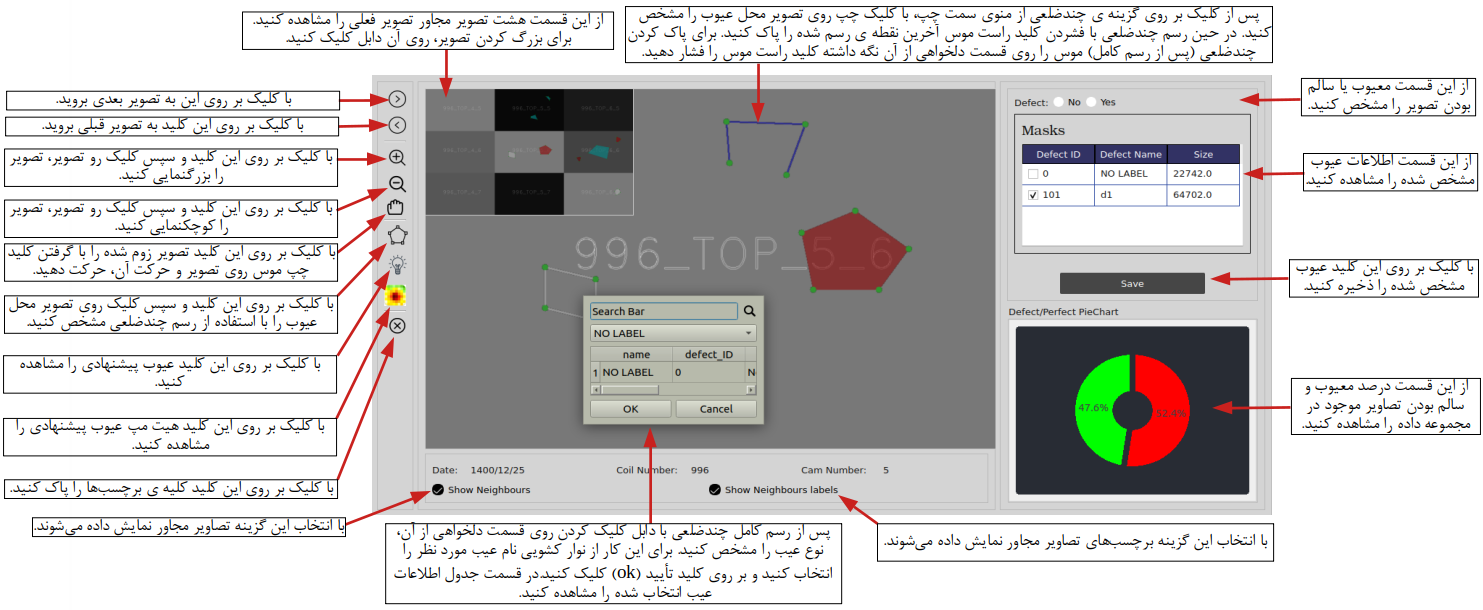 از این قسمت هشت تصویر مجاور تصویر فعلی را مشاهده کنید.
برای بزرگ کردن تصویر، روی آن دابل کلیک کنید.
پس از کلیک بر روی گزینه ی چندضلعی از منوی سمت چپ، با کلیک چپ روی تصویر محل عیوب را مشخص
کنید. در حین رسم چندضلعی با فشردن کلید راست موس آخرین نقطه ی رسم شده را پاک کنید. برای پاک کردن
چندضلعی (پس از رسم کامل) موس را روی قسمت دلخواهی از آن نگه داشته کلید راست موس را فشار دهید.
با کلیک بر روی این به تصویر بعدی بروید.
با کلیک بر روی این کلید به تصویر قبلی بروید.
با کلیک بر روی این کلید و سپس کلیک رو تصویر، تصویر
را بزرگنمایی کنید.
با کلیک بر روی این کلید و سپس کلیک رو تصویر، تصویر
را کوچکنمایی کنید.
با کلیک بر روی این کلید تصویر زوم شده را با گرفتن کلید
چپ موس روی تصویر و حرکت آن، حرکت دهید.
با کلیک بر روی این کلید و سپس کلیک روی تصویر محل
عیوب را با استفاده از رسم چندضلعی مشخص کنید.
با کلیک بر روی این کلید عیوب پیشنهادی را مشاهده
کنید.
با کلیک بر روی این کلید هیت مپ عیوب پیشنهادی را
مشاهده کنید.
با کلیک بر روی این کلید کلیه ی برچسب‌ها را پاک کنید.
با انتخاب این گزینه تصاویر مجاور نمایش داده می‌شوند.
996_TOP_5_6
Search Bar
NO LABEL
name defect_ID
1 NO LABEL 0 N
OK Cancel
Date: 1400/12/25 Coil Number: 996 Cam Number: 5
Show Neighbours Show Neighbours labels
پس از رسم کامل چندضلعی با دابل کلیک کردن روی قسمت دلخواهی از آن،
نوع عیب را مشخص کنید. برای این کار از نوار کشویی نام عیب مورد نظر را
انتخاب کنید و بر روی کلید تأیید (ok) کلیک کنید.در قسمت جدول اطلاعات
عیب انتخاب شده را مشاهده کنید.
با انتخاب این گزینه برچسب‌های تصاویر مجاور نمایش داده می‌شوند.
Defect: No Yes
Masks
Defect ID Defect Name Size
0 NO LABEL 22742.0
101 d1 64702.0
Save
Defect/Perfect PieChart
47.6% 52.4%
از این قسمت معیوب یا سالم
بودن تصویر را مشخص کنید.
از این قسمت اطلاعات عیوب
مشخص شده را مشاهده کنید.
با کلیک بر روی این کلید عیوب
مشخص شده را ذخیره کنید.
از این قسمت درصد معیوب و
سالم بودن تصاویر موجود در
مجموعه داده را مشاهده کنید.